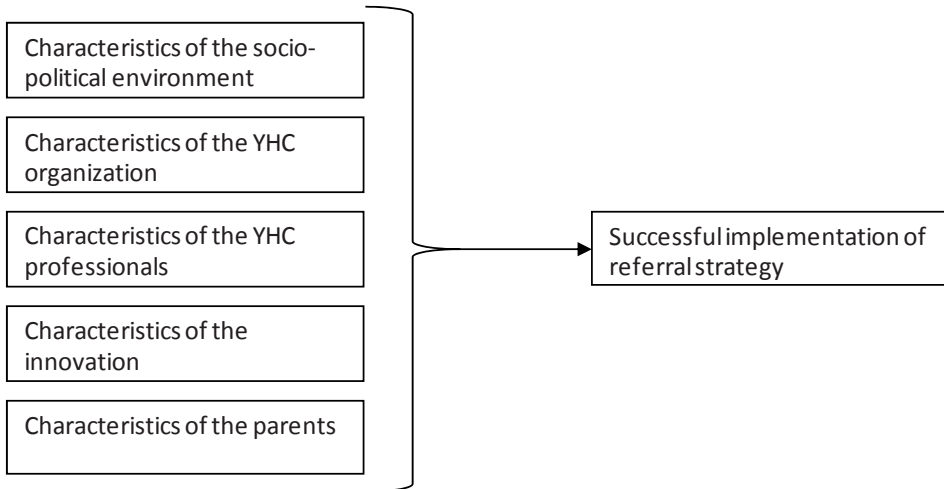 Characteristics of the socio-
political environment
Characteristics of the YHC
organization
Characteristics of the YHC
professionals
Characteristics of the
innovation
Characteristics of the parents
Successful implementation of
referral strategy